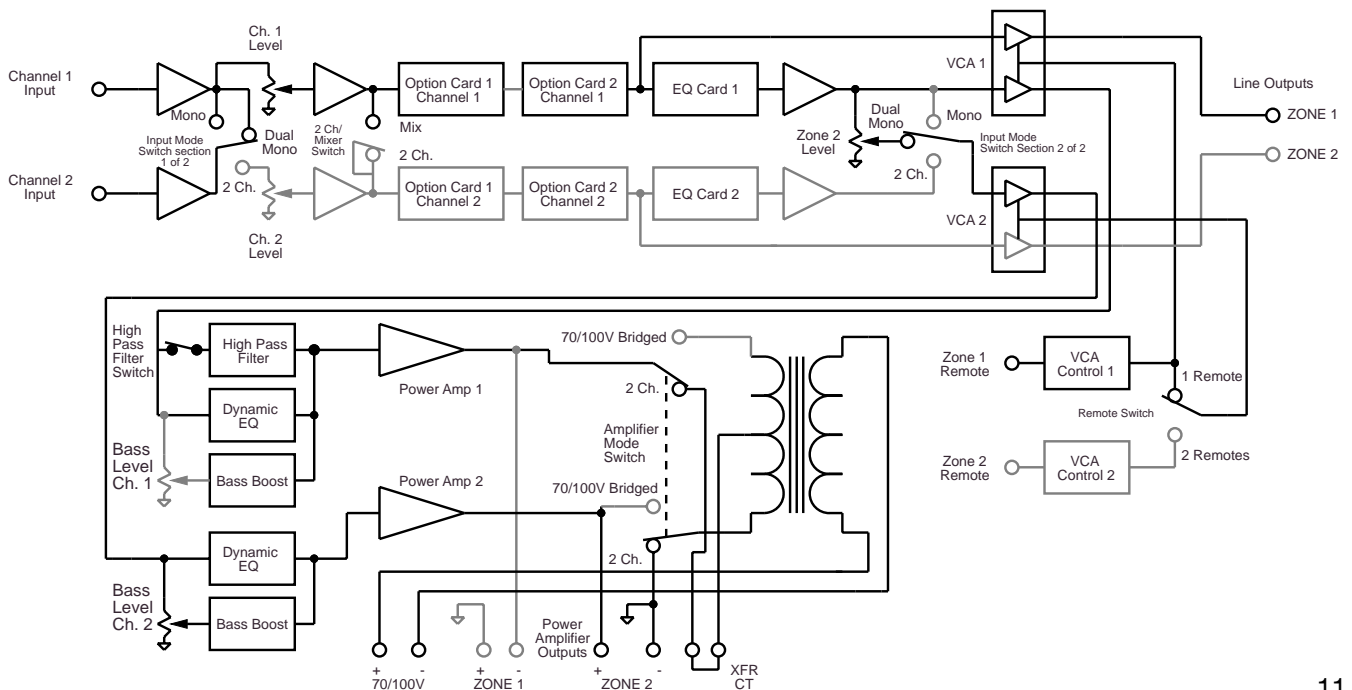 Ch. 1
Level
Channel 1
Input
Mono
Input Mode
Switch section
1 of 2
Dual
Mono
Channel 2
Input
2 Ch.
Ch. 2
Level
2 Ch/
Mixer
Switch
Mix
2 Ch.
Option Card 1
Channel 1
Option Card 2
Channel 1
EQ Card 1
Option Card 1
Channel 2
Option Card 2
Channel 2
EQ Card 2
Zone 2
Level
Dual
Mono
Mono
Input Mode
Switch Section 2 of 2
2 Ch.
VCA 1
VCA 2
Line Outputs
ZONE 1
ZONE 2
High
Pass
Filter
Switch
High Pass
Filter
Dynamic
EQ
Bass
Level
Ch. 1
Bass Boost
Power Amp 1
Power Amp 2
Dynamic
EQ
Bass
Level
Ch. 2
Bass Boost
70/100V Bridged
2 Ch.
Amplifier
Mode
Switch
70/100V Bridged
2 Ch.
Zone 1
Remote
VCA
Control 1
1 Remote
Remote Switch
Zone 2
Remote
VCA
Control 2
2 Remotes
+ -
70/100V
+ -
ZONE 1
Power
Amplifier
Outputs
+ -
ZONE 2
XFR
CT
11